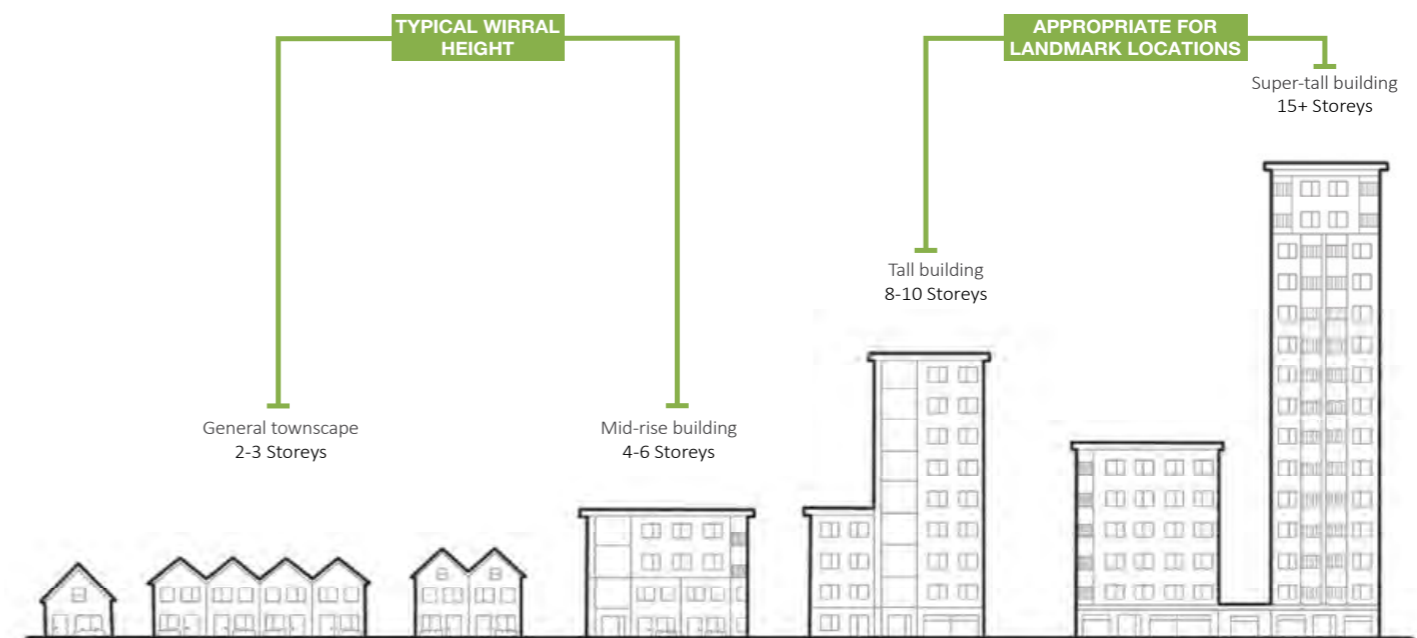 TYPICAL WIRRAL
HEIGHT
APPROPRIATE FOR
LANDMARK LOCATIONS
Super-tall building
15+ Storeys
Tall building
8-10 Storeys
General townscape
2-3 Storeys
Mid-rise building
4-6 Storeys